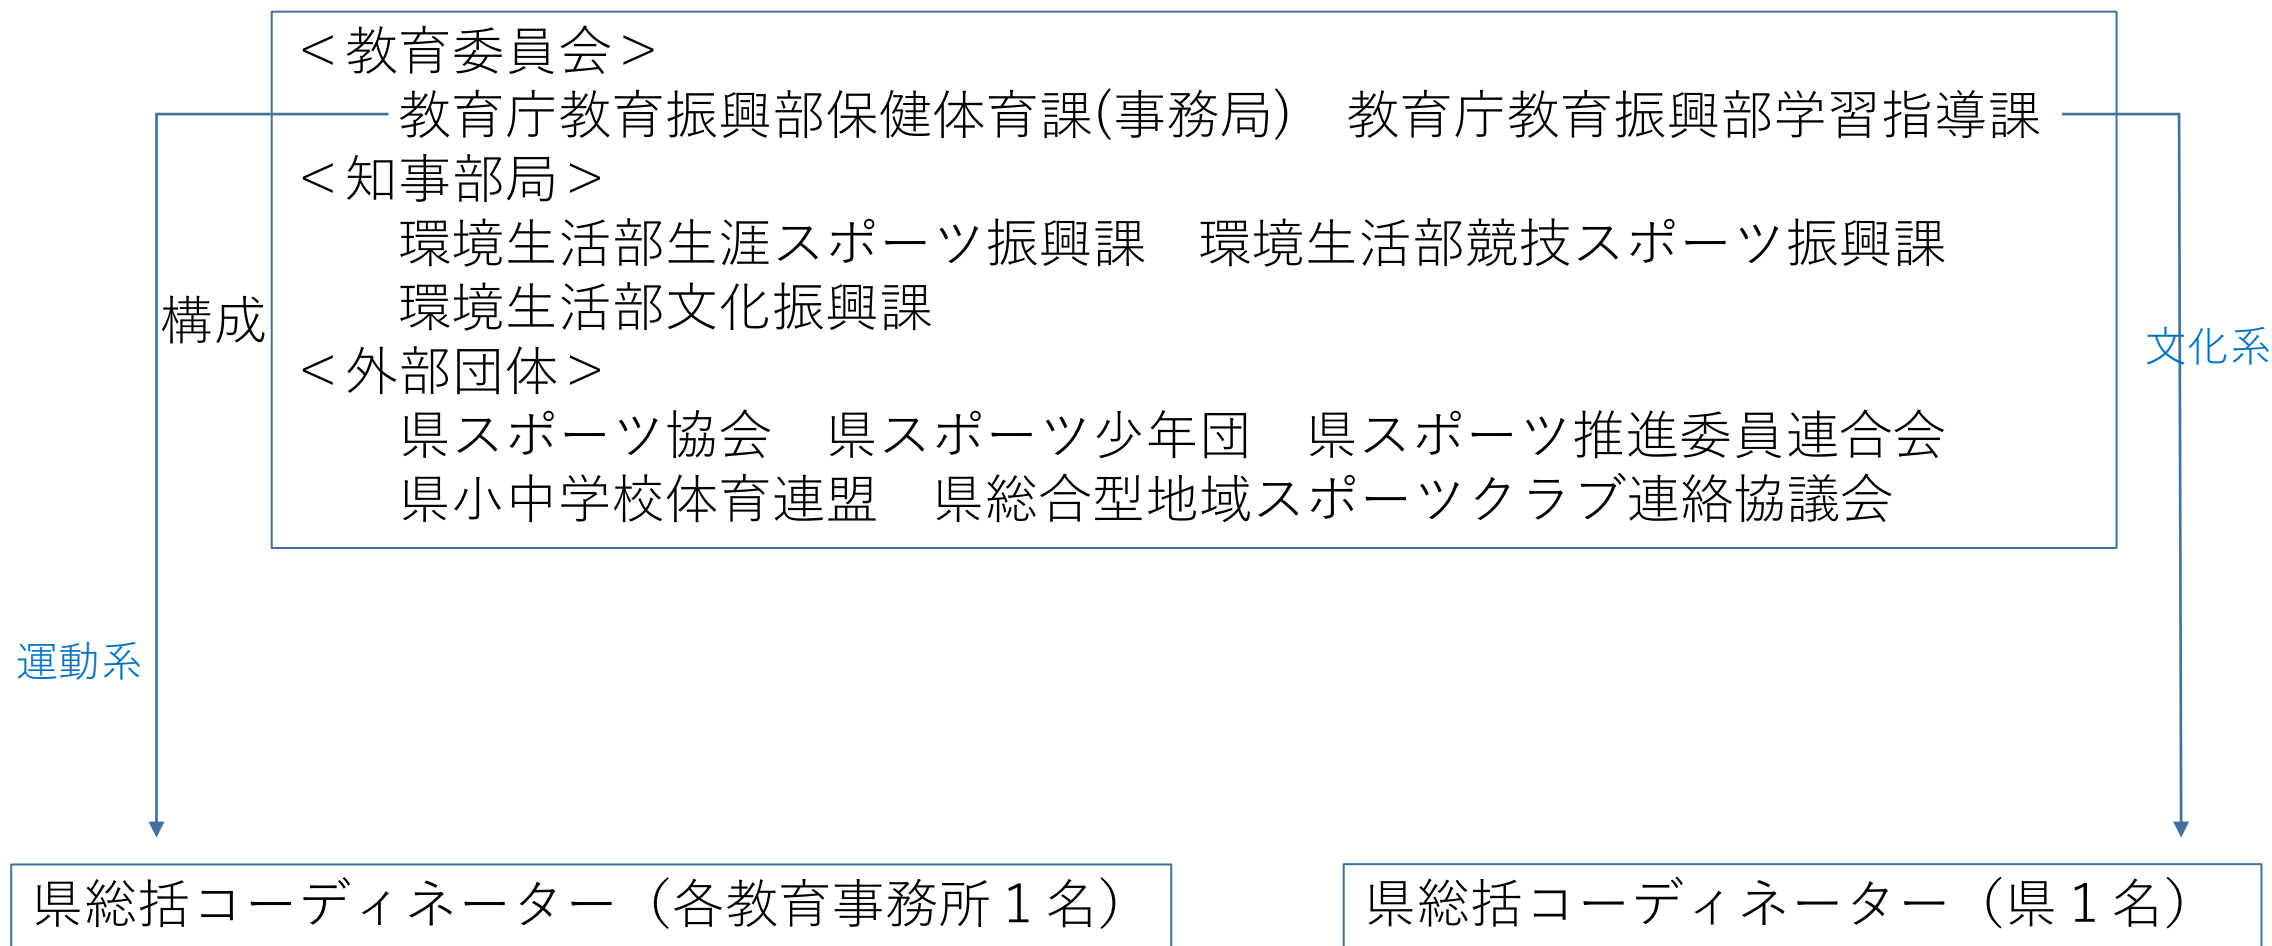 ＜教育委員会＞
教育庁教育振興部保健体育課(事務局)　教育庁教育振興部学習指導課
＜知事部局＞
環境生活部生涯スポーツ振興課　環境生活部競技スポーツ振興課
環境生活部文化振興課
構成
＜外部団体＞
県スポーツ協会　県スポーツ少年団　県スポーツ推進委員連合会
県小中学校体育連盟　県総合型地域スポーツクラブ連絡協議会
文化系
運動系
県総括コーディネーター（各教育事務所１名）
県総括コーディネーター（県１名）